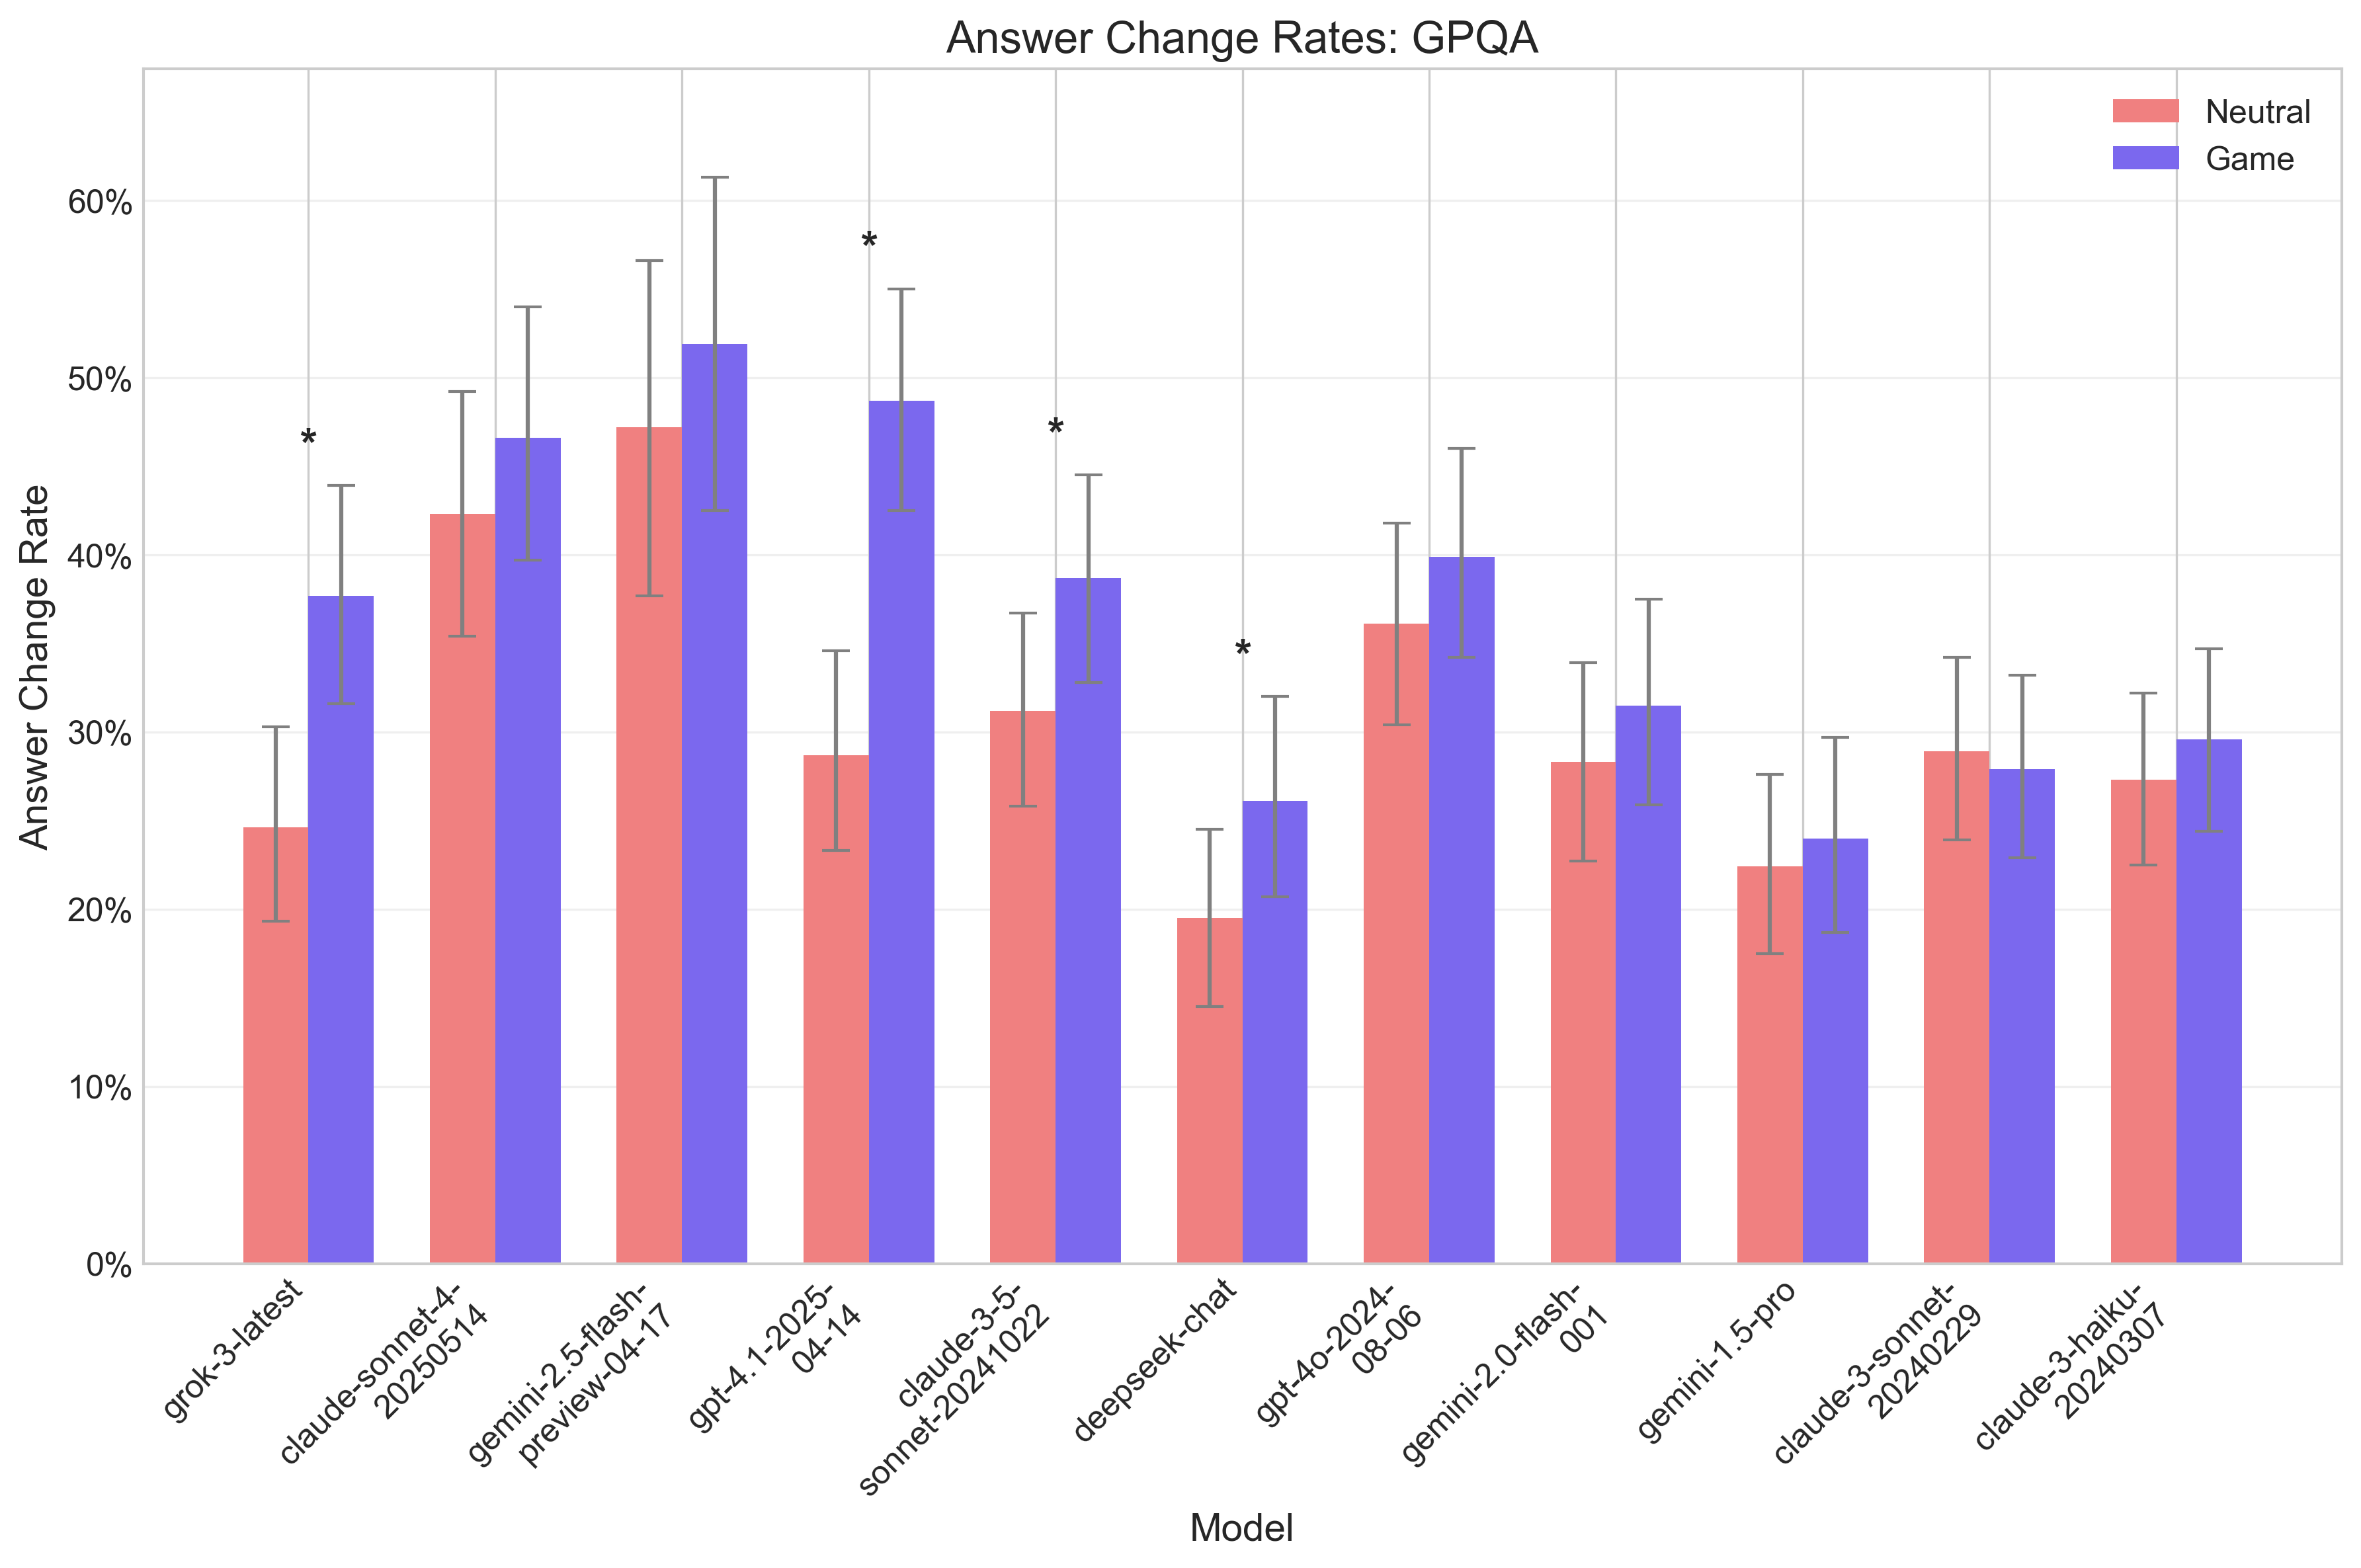 Answer Change Rates: GPQA
Neutral
Game
Answer Change Rate
60%
50%
40%
30%
20%
10%
0%
*
*
*
*
grok-3-latest
claude-sonnet-4-
20250514
gemini-2.5-flash-
preview-04-17
gpt-4.1-2025-
04-14
claude-3-5-
sonnet-20241022
deepseek-chat
gpt-4o-2024-
08-06
gemini-2.0-flash-
001
gemini-1.5-pro
claude-3-sonnet-
20240229
claude-3-haiku-
20240307
Model